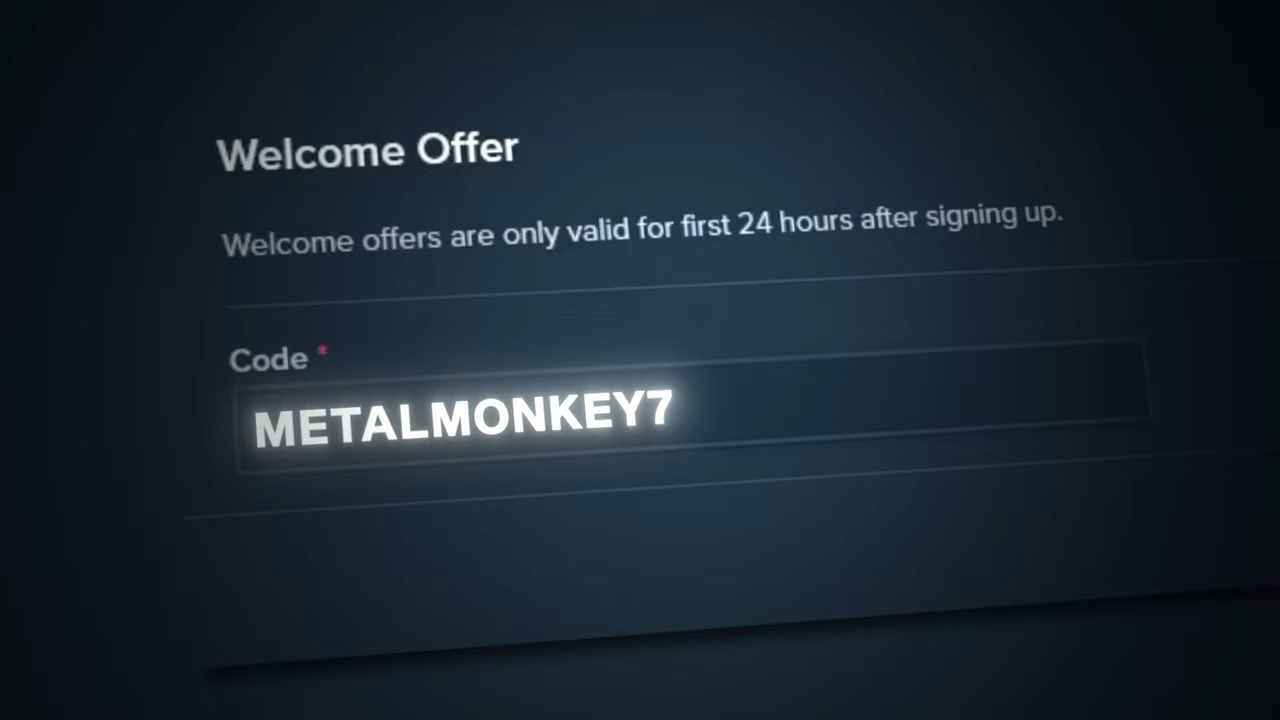 Welcome Offer
Welcome offers are only valid for first 24 hours after signing up.
Code *
METALMONKEY7